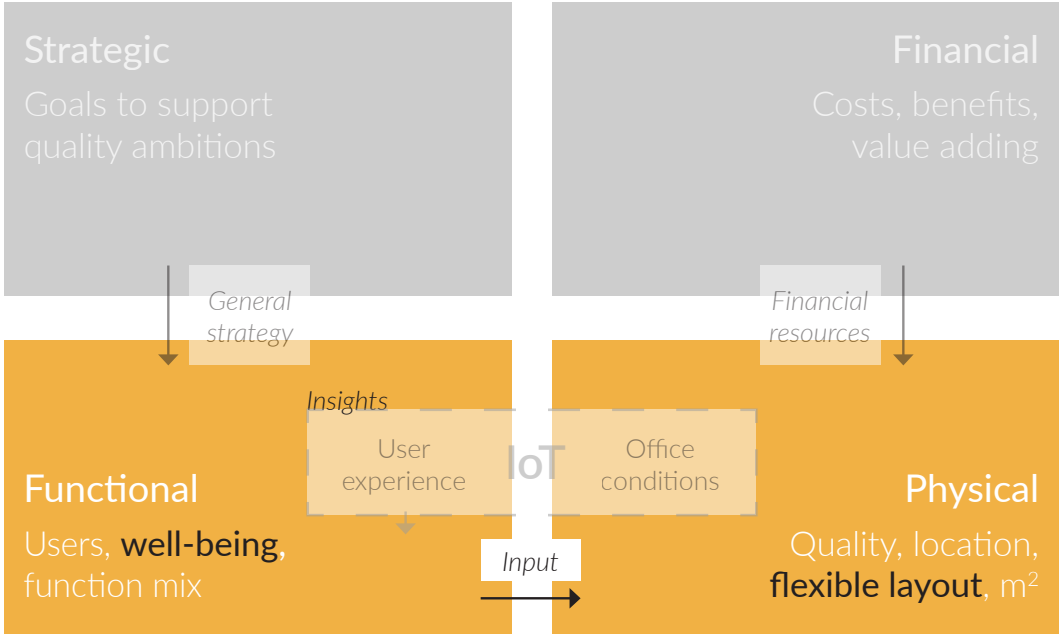 Strategic
Goals to support
quality ambitions
Financial
Costs, benefits,
value adding
General
strategy
Financial
resources
Insights
User
experience
IoT
Office
conditions
Functional
Users, well-being,
function mix
Input
Physical
Quality, location,
flexible layout, m²